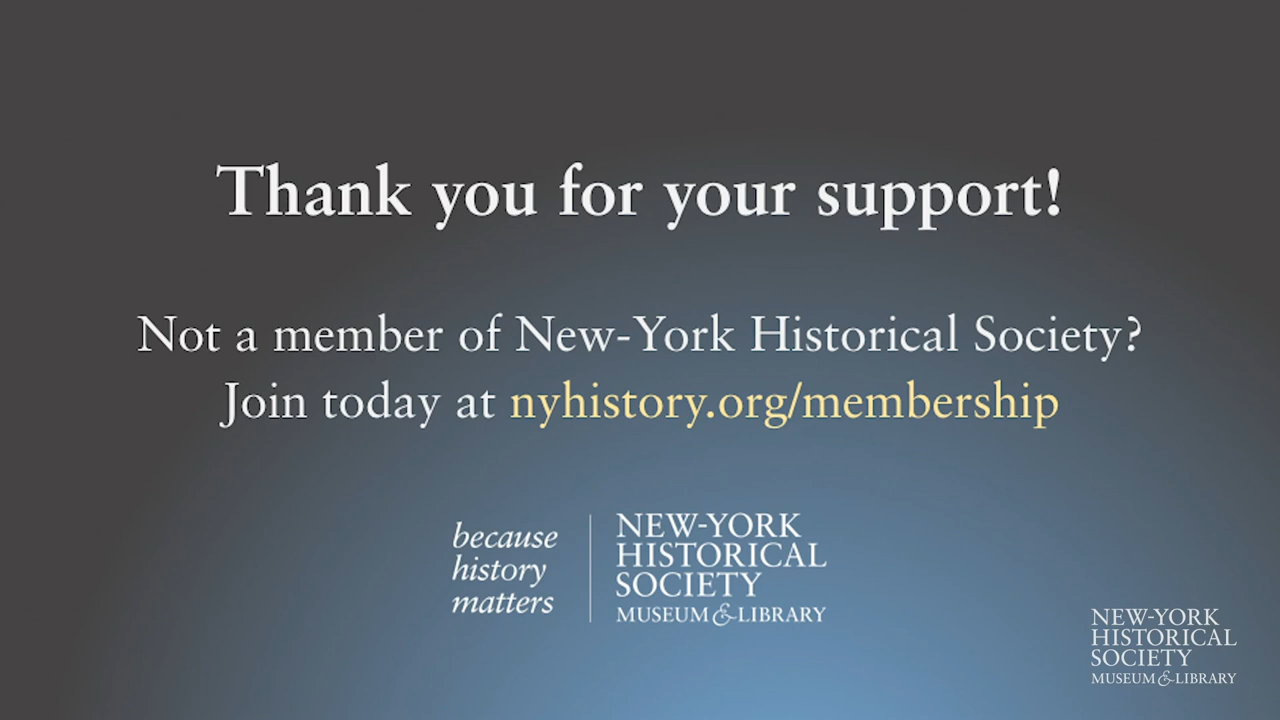 Thank you for your support!
Not a member of New-York Historical Society?
Join today at nyhistory.org/membership
because
history
matters
NEW-YORK
HISTORICAL
SOCIETY
MUSEUM & LIBRARY
NEW-YORK
HISTORICAL
SOCIETY
MUSEUM & LIBRARY